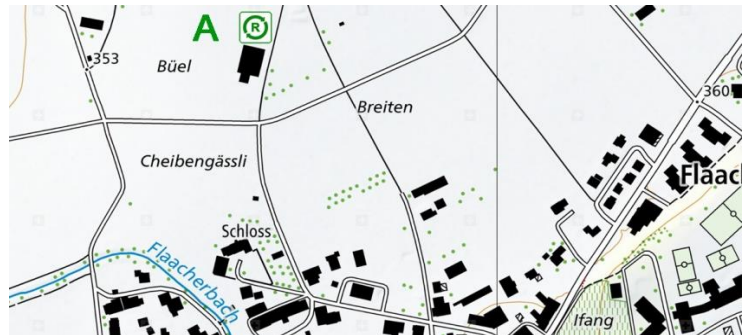 A R
353
Büel
Breiten
360
Cheibengässli
Flaac
Schloss
Flaacherbach
Ifang